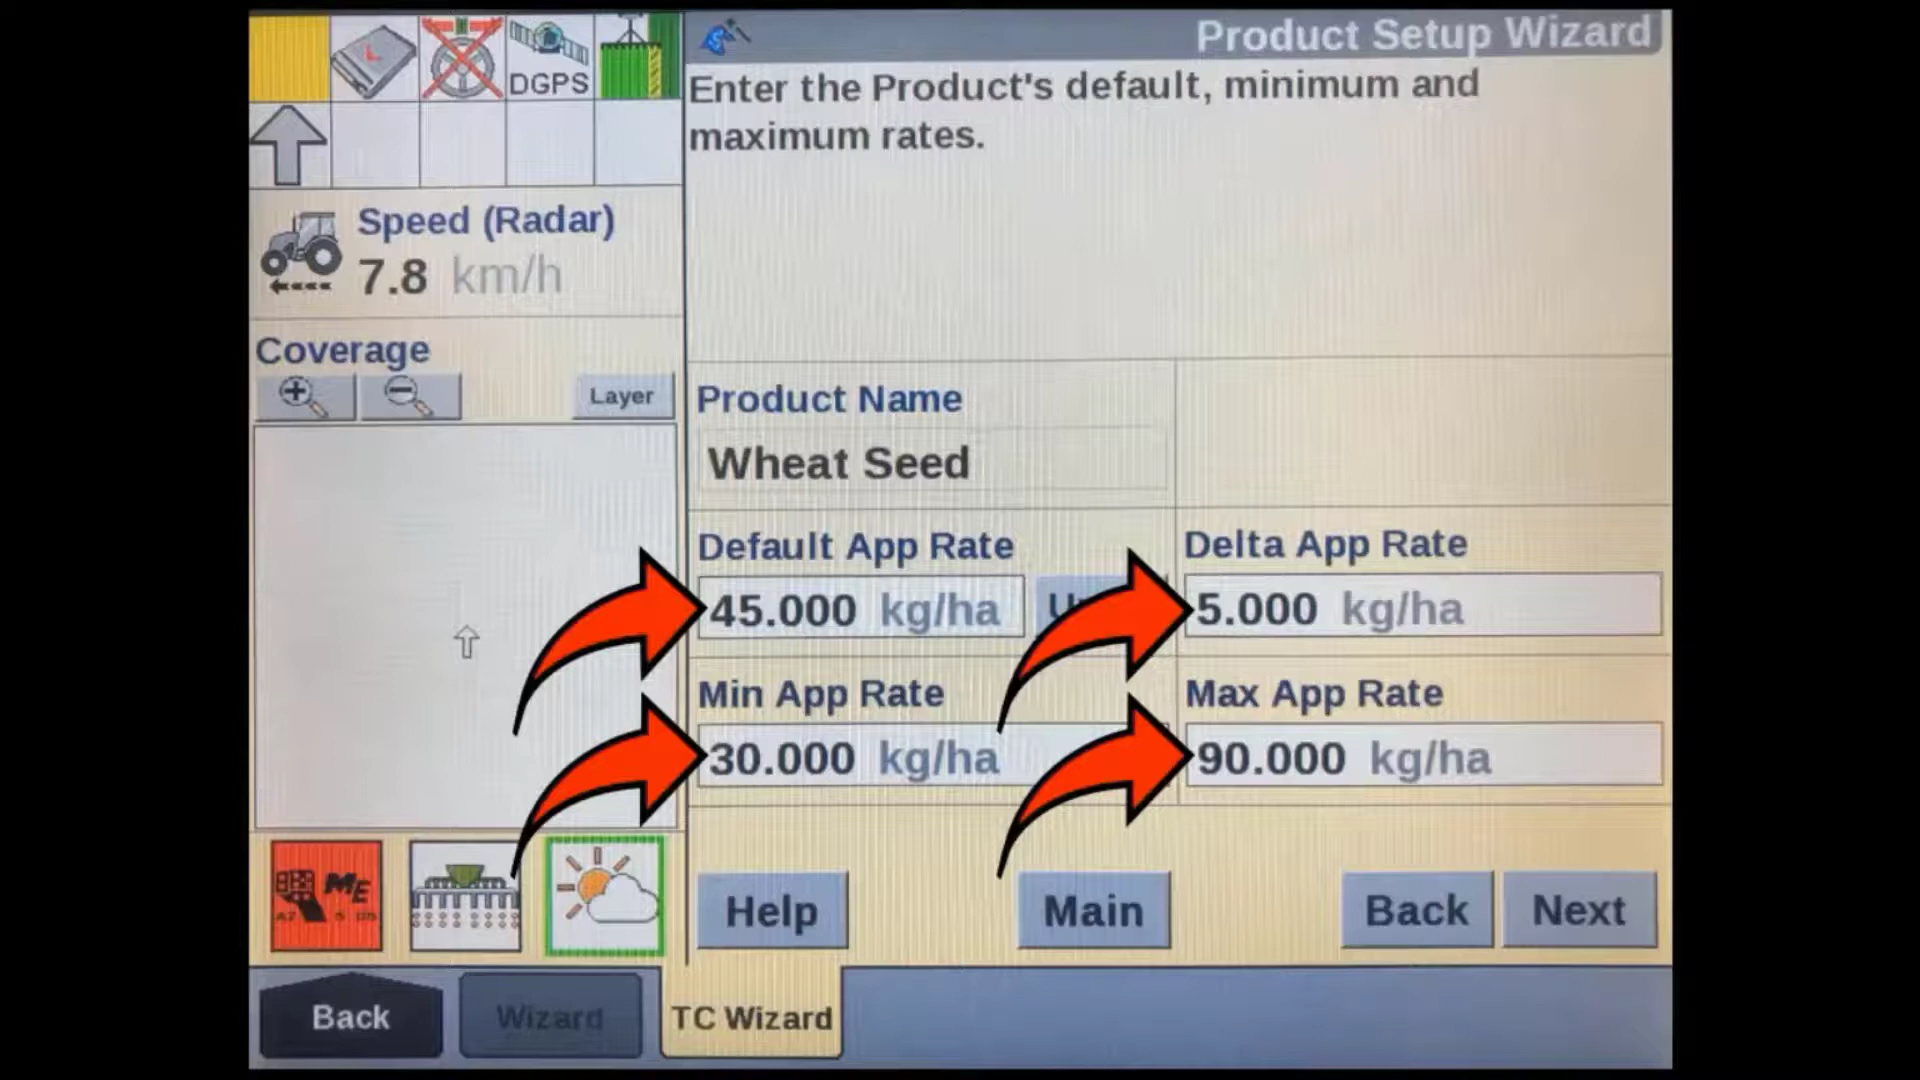 Product Setup Wizard
DGPS
Enter the Product's default, minimum and
maximum rates.
Speed (Radar)
7.8 km/h
Coverage
Layer
Product Name
Wheat Seed
Default App Rate
Delta App Rate
45.000 kg/ha
5.000 kg/ha
Min App Rate
Max App Rate
30.000 kg/ha
90.000 kg/ha
ME
Help
Main
Back
Next
Back
Wizard
TC Wizard